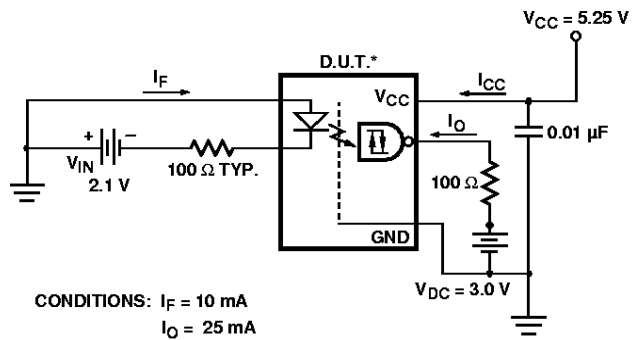 V_CC = 5.25 V
D.U.T.*
I_F
V_CC
I_CC
I_O
0.01 µF
+ –
V_IN
2.1 V
100 Ω TYP.
100 Ω
GND
V_DC = 3.0 V
CONDITIONS: I_F = 10 mA
I_O = 25 mA